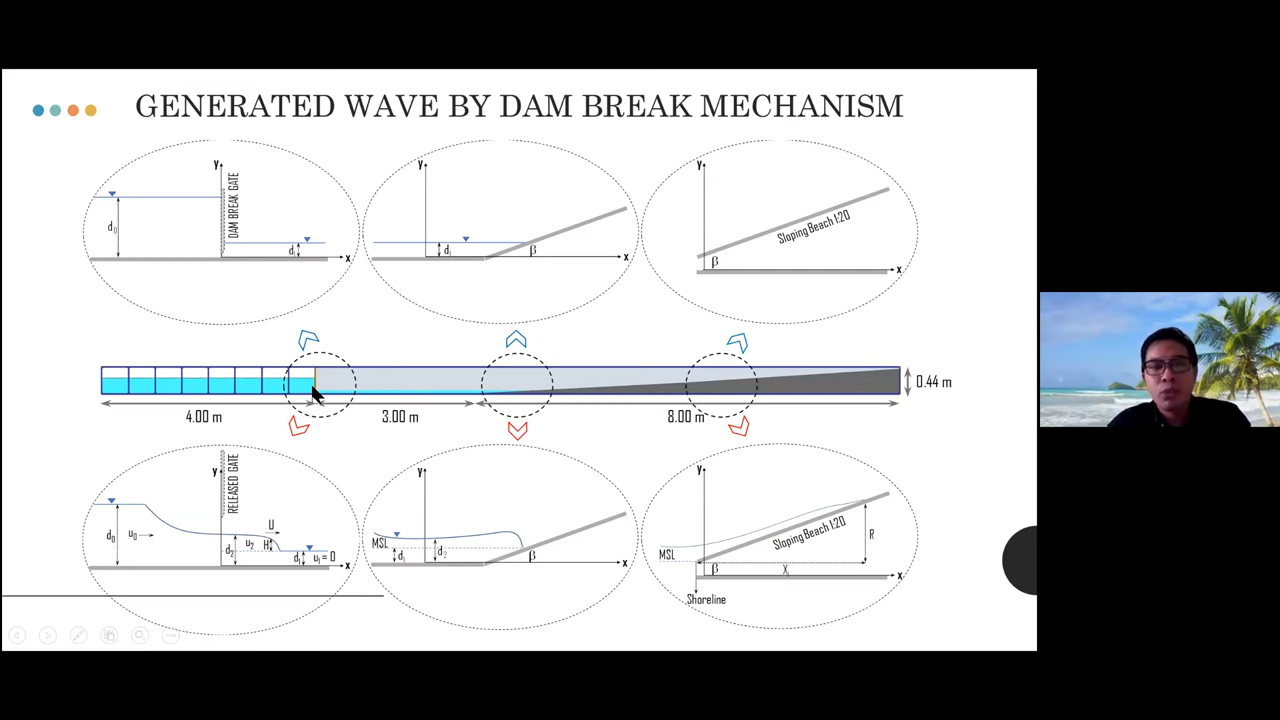 GENERATED WAVE BY DAM BREAK MECHANISM
y
DAM BREAK GATE
d₀
d₁
x
y
d₁
β
x
y
Sloping Beach 1:20
β
x
0.44 m
4.00 m
3.00 m
8.00 m
y
RELEASED GATE
d₀
u₀
U
d₂
u₂
H
d₁
u₁ = 0
x
y
MSL
d₁
d₂
β
x
y
Sloping Beach 1:20
R
MSL
β
X
x
Shoreline